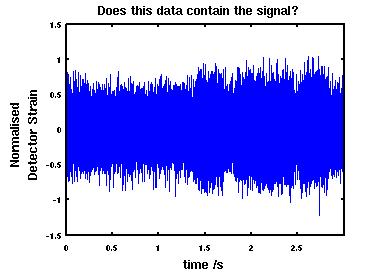 Does this data contain the signal?
1.5
1
0.5
0
-0.5
-1
-1.5
Normalised
Detector Strain
0 0.5 1 1.5 2 2.5
time /s